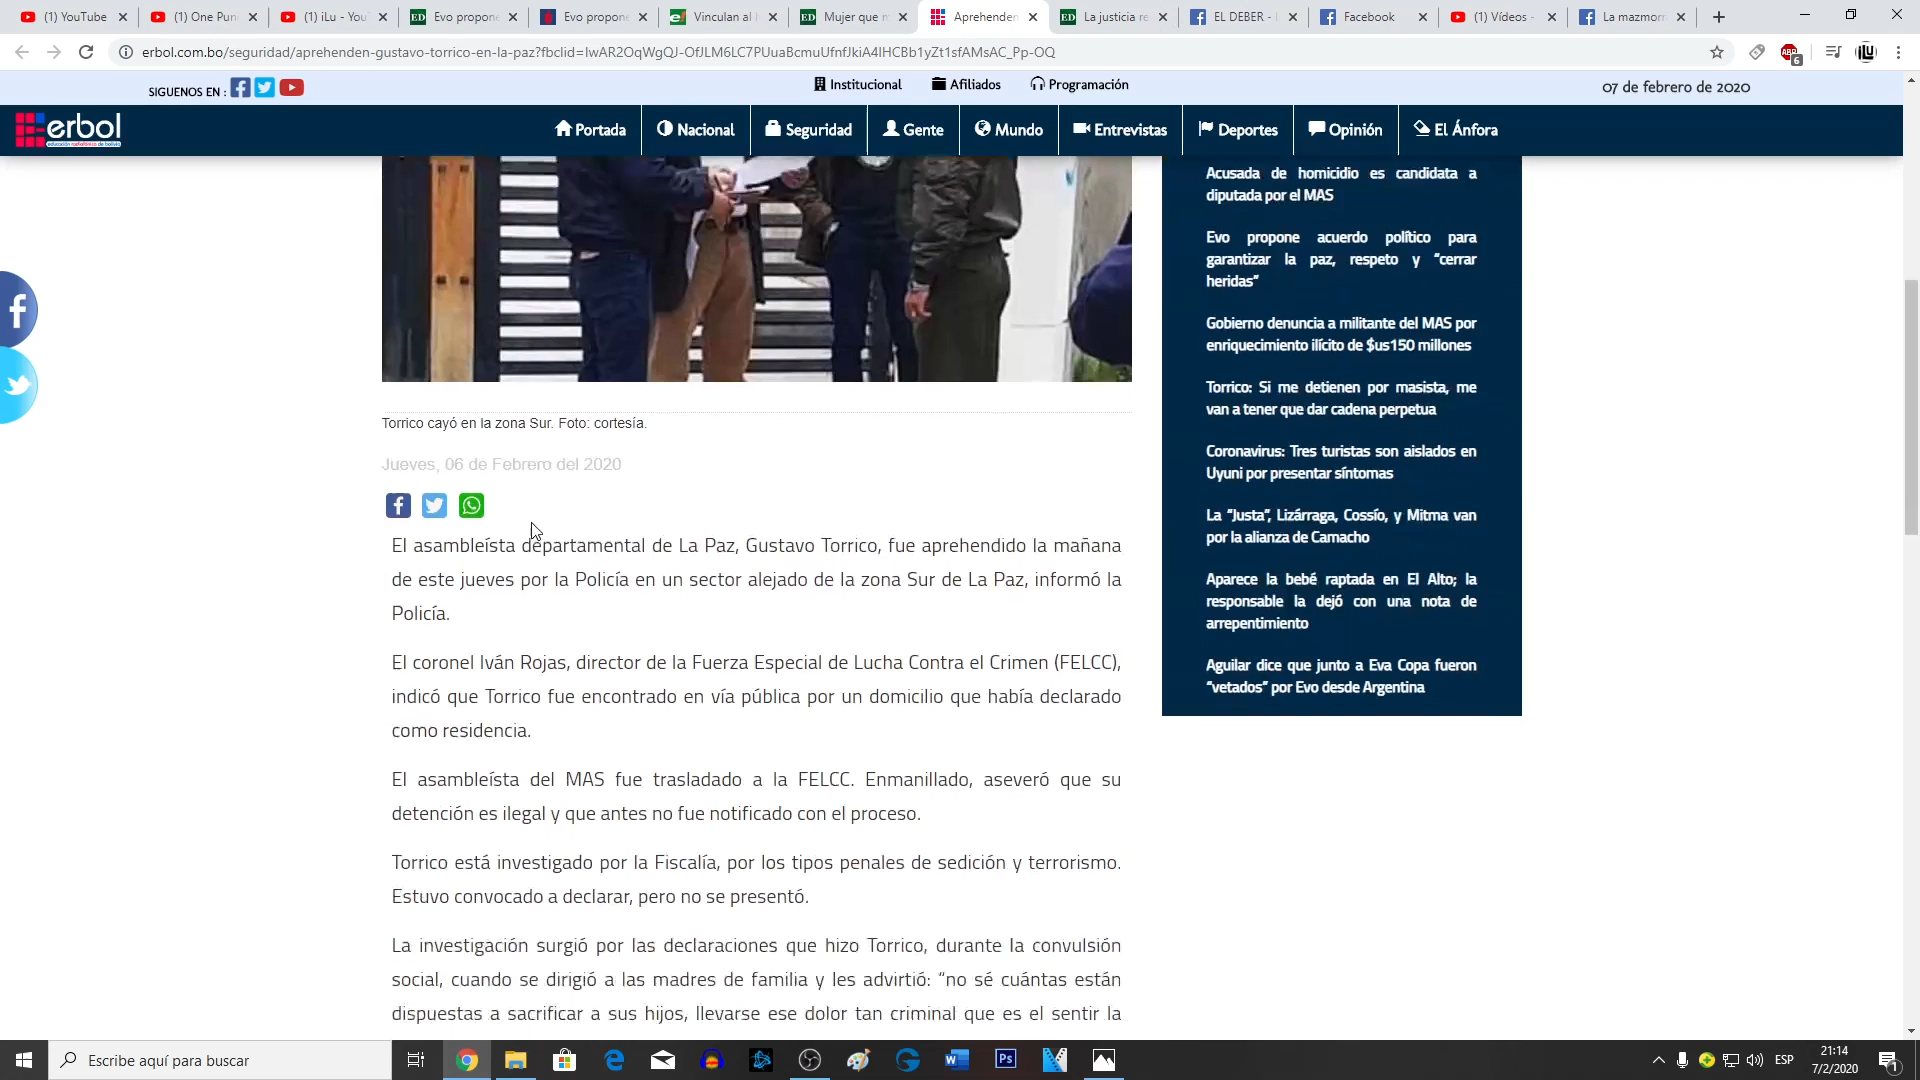 (1) YouTube
(1) One Pun
(1) iLu - You
Evo propone
Evo propone
Vinculan al
Mujer que m
Aprehenden
La justicia re
EL DEBER -
Facebook
(1) Vídeos -
La mazmorr
erbol.com.bo/seguridad/aprehenden-gustavo-torrico-en-la-paz?fbclid=IwAR2OqWgQJ-OfJLM6LC7PUuaBcmuUfnfJkiA4IHCBb1yZt1sfAMsAC_Pp-OQ
ABP
6
iLU
SIGUENOS EN :
Institucional
Afiliados
Programación
07 de febrero de 2020
erbol
Portada
Nacional
Seguridad
Gente
Mundo
Entrevistas
Deportes
Opinión
El Ánfora
Torrico cayó en la zona Sur. Foto: cortesía.
Jueves, 06 de Febrero del 2020
El asambleísta departamental de La Paz, Gustavo Torrico, fue aprehendido la mañana
de este jueves por la Policía en un sector alejado de la zona Sur de La Paz, informó la
Policía.
El coronel Iván Rojas, director de la Fuerza Especial de Lucha Contra el Crimen (FELCC),
indicó que Torrico fue encontrado en vía pública por un domicilio que había declarado
como residencia.
El asambleísta del MAS fue trasladado a la FELCC. Enmanillado, aseveró que su
detención es ilegal y que antes no fue notificado con el proceso.
Torrico está investigado por la Fiscalía, por los tipos penales de sedición y terrorismo.
Estuvo convocado a declarar, pero no se presentó.
La investigación surgió por las declaraciones que hizo Torrico, durante la convulsión
social, cuando se dirigió a las madres de familia y les advirtió: “no sé cuántas están
dispuestas a sacrificar a sus hijos, llevarse ese dolor tan criminal que es el sentir la
Acusada de homicidio es candidata a
diputada por el MAS
Evo propone acuerdo político para
garantizar la paz, respeto y “cerrar
heridas”
Gobierno denuncia a militante del MAS por
enriquecimiento ilícito de $us150 millones
Torrico: Si me detienen por masista, me
van a tener que dar cadena perpetua
Coronavirus: Tres turistas son aislados en
Uyuni por presentar síntomas
La “Justa”, Lizárraga, Cossío, y Mitma van
por la alianza de Camacho
Aparece la bebé raptada en El Alto; la
responsable la dejó con una nota de
arrepentimiento
Aguilar dice que junto a Eva Copa fueron
“vetados” por Evo desde Argentina
Escribe aquí para buscar
ESP
21:14
7/2/2020
1